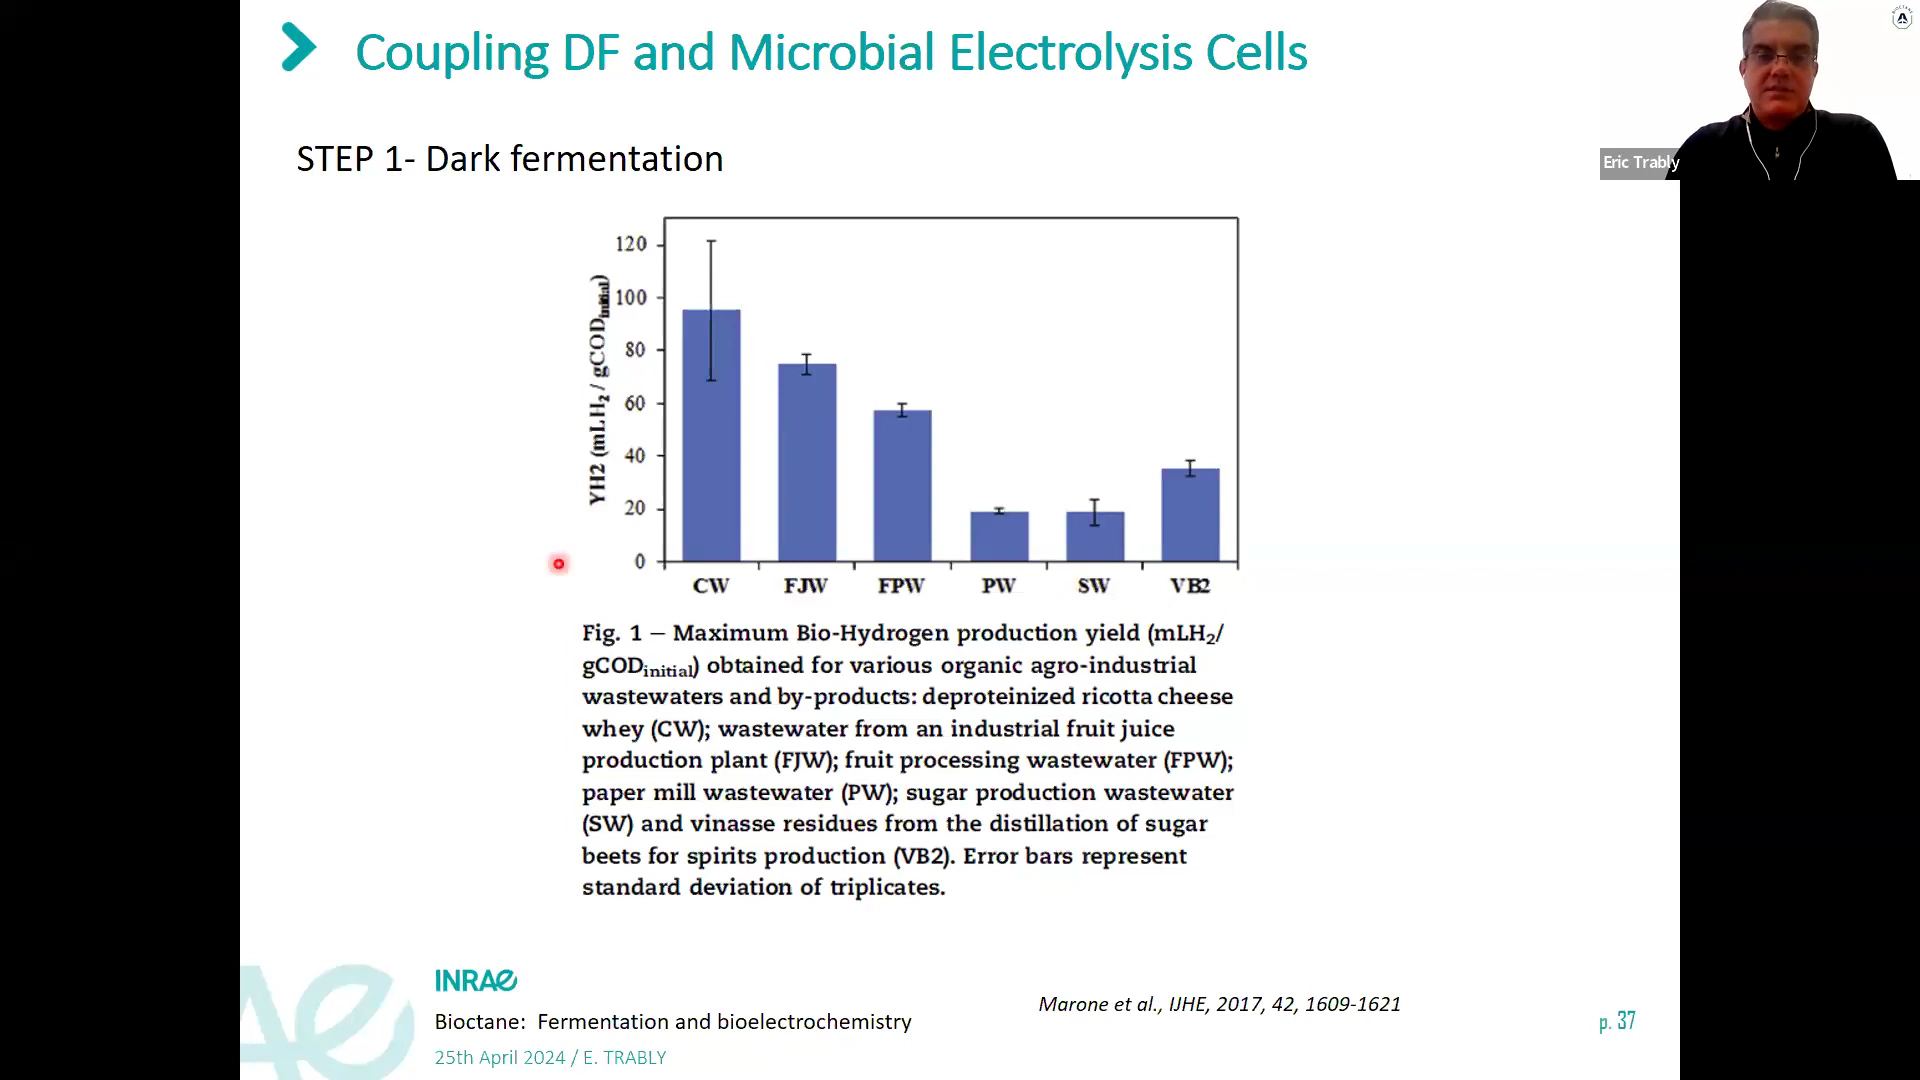 Coupling DF and Microbial Electrolysis Cells
Eric Trably
STEP 1- Dark fermentation
YH2 (mLH₂ / gCODinitial)
120
100
80
60
40
20
0
CW FJW FPW PW SW VB2
Fig. 1 – Maximum Bio-Hydrogen production yield (mLH₂/
gCODinitial) obtained for various organic agro-industrial
wastewaters and by-products: deproteinized ricotta cheese
whey (CW); wastewater from an industrial fruit juice
production plant (FJW); fruit processing wastewater (FPW);
paper mill wastewater (PW); sugar production wastewater
(SW) and vinasse residues from the distillation of sugar
beets for spirits production (VB2). Error bars represent
standard deviation of triplicates.
INRAE
Marone et al., IJHE, 2017, 42, 1609-1621
Bioctane: Fermentation and bioelectrochemistry
p. 37
25th April 2024 / E. TRABLY